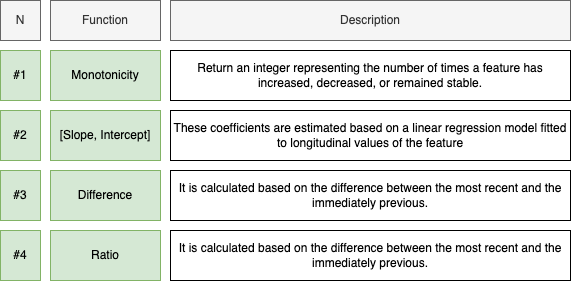 N Function Description
#1 Monotonicity Return an integer representing the number of times a feature has
increased, decreased, or remained stable.
#2 [Slope, Intercept] These coefficients are estimated based on a linear regression model fitted
to longitudinal values of the feature
#3 Difference It is calculated based on the difference between the most recent and the
immediately previous.
#4 Ratio It is calculated based on the difference between the most recent and the
immediately previous.